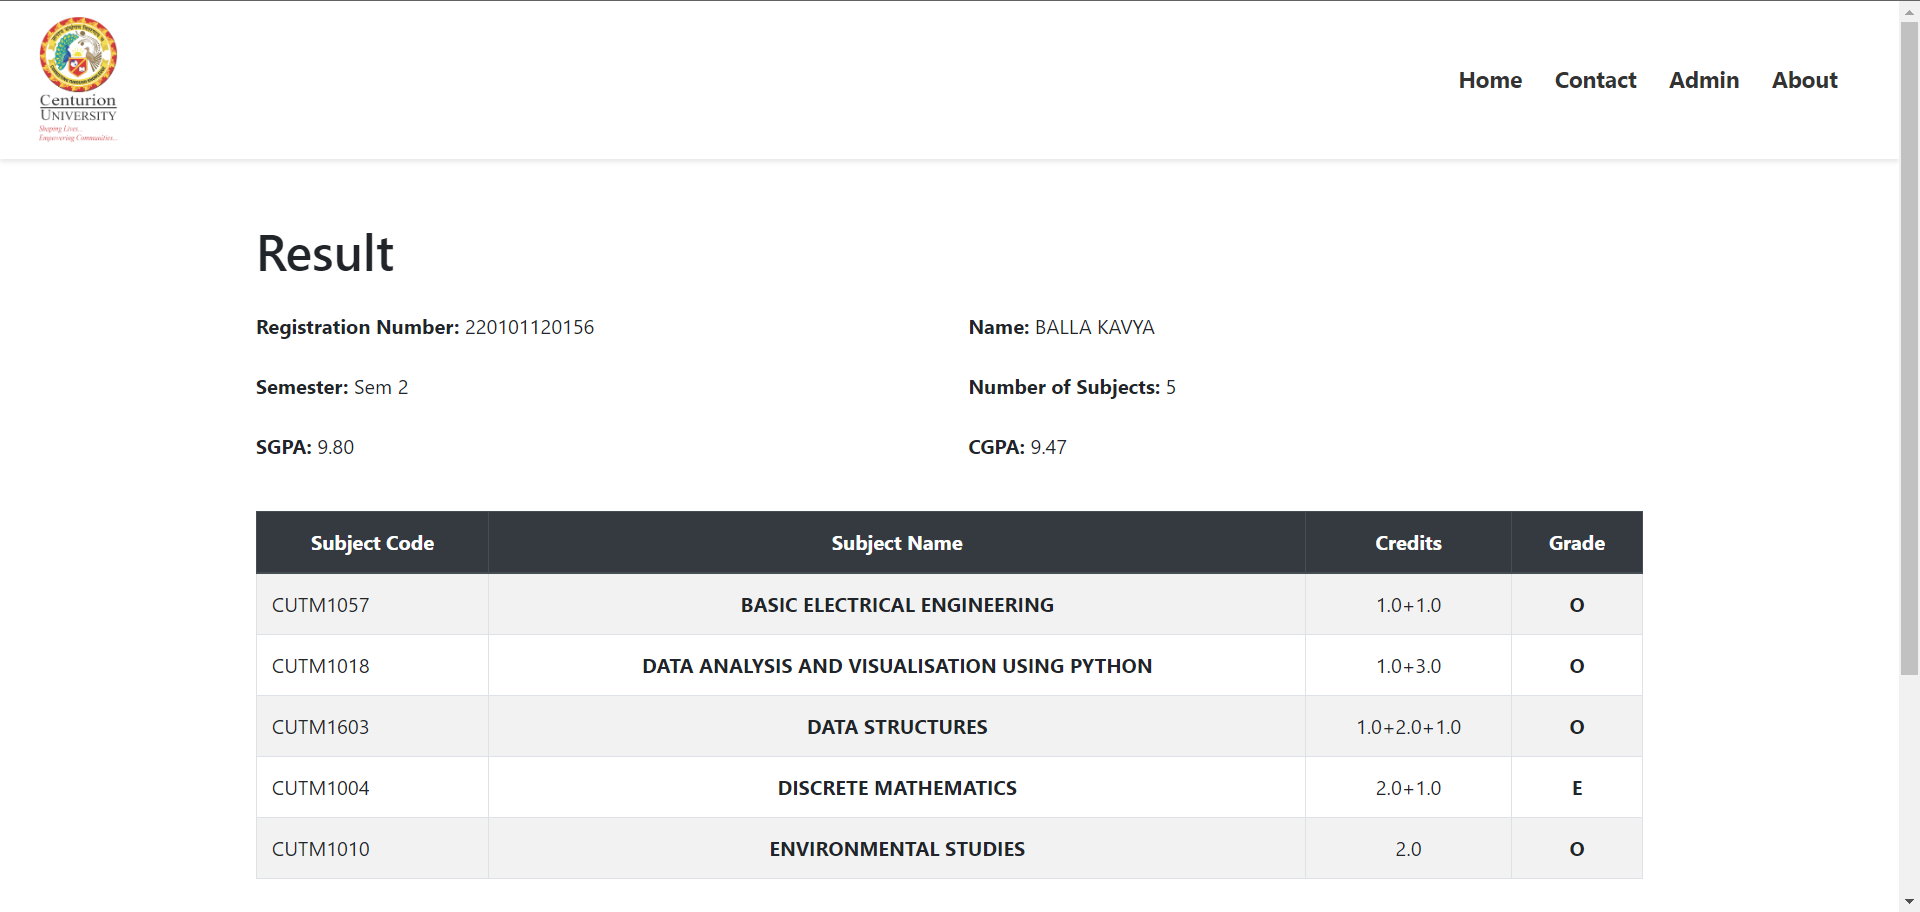 Centurion
UNIVERSITY
Shaping Lives...
Empowering Communities...
Home Contact Admin About
Result
Registration Number: 220101120156 Name: BALLA KAVYA
Semester: Sem 2 Number of Subjects: 5
SGPA: 9.80 CGPA: 9.47
Subject Code Subject Name Credits Grade
CUTM1057 BASIC ELECTRICAL ENGINEERING 1.0+1.0 O
CUTM1018 DATA ANALYSIS AND VISUALISATION USING PYTHON 1.0+3.0 O
CUTM1603 DATA STRUCTURES 1.0+2.0+1.0 O
CUTM1004 DISCRETE MATHEMATICS 2.0+1.0 E
CUTM1010 ENVIRONMENTAL STUDIES 2.0 O